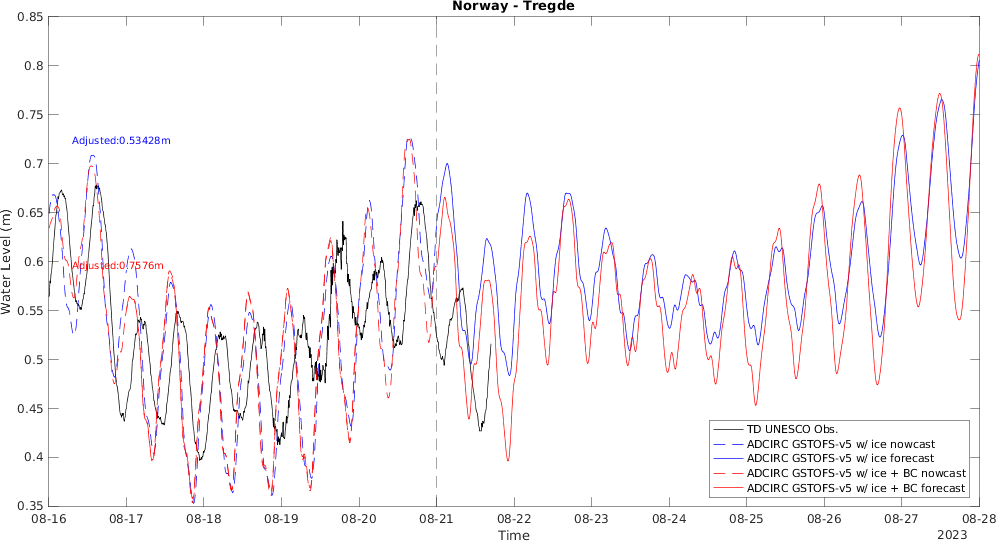 Norway - Tregde
0.85
0.8
0.75
0.7
0.65
0.6
0.55
0.5
0.45
0.4
0.35
Water Level (m)
Adjusted:0.53428m
Adjusted:0.7576m
TD UNESCO Obs.
ADCIRC GSTOFS-v5 w/ ice nowcast
ADCIRC GSTOFS-v5 w/ ice forecast
ADCIRC GSTOFS-v5 w/ ice + BC nowcast
ADCIRC GSTOFS-v5 w/ ice + BC forecast
08-16 08-17 08-18 08-19 08-20 08-21 08-22 08-23 08-24 08-25 08-26 08-27 08-28
Time
2023